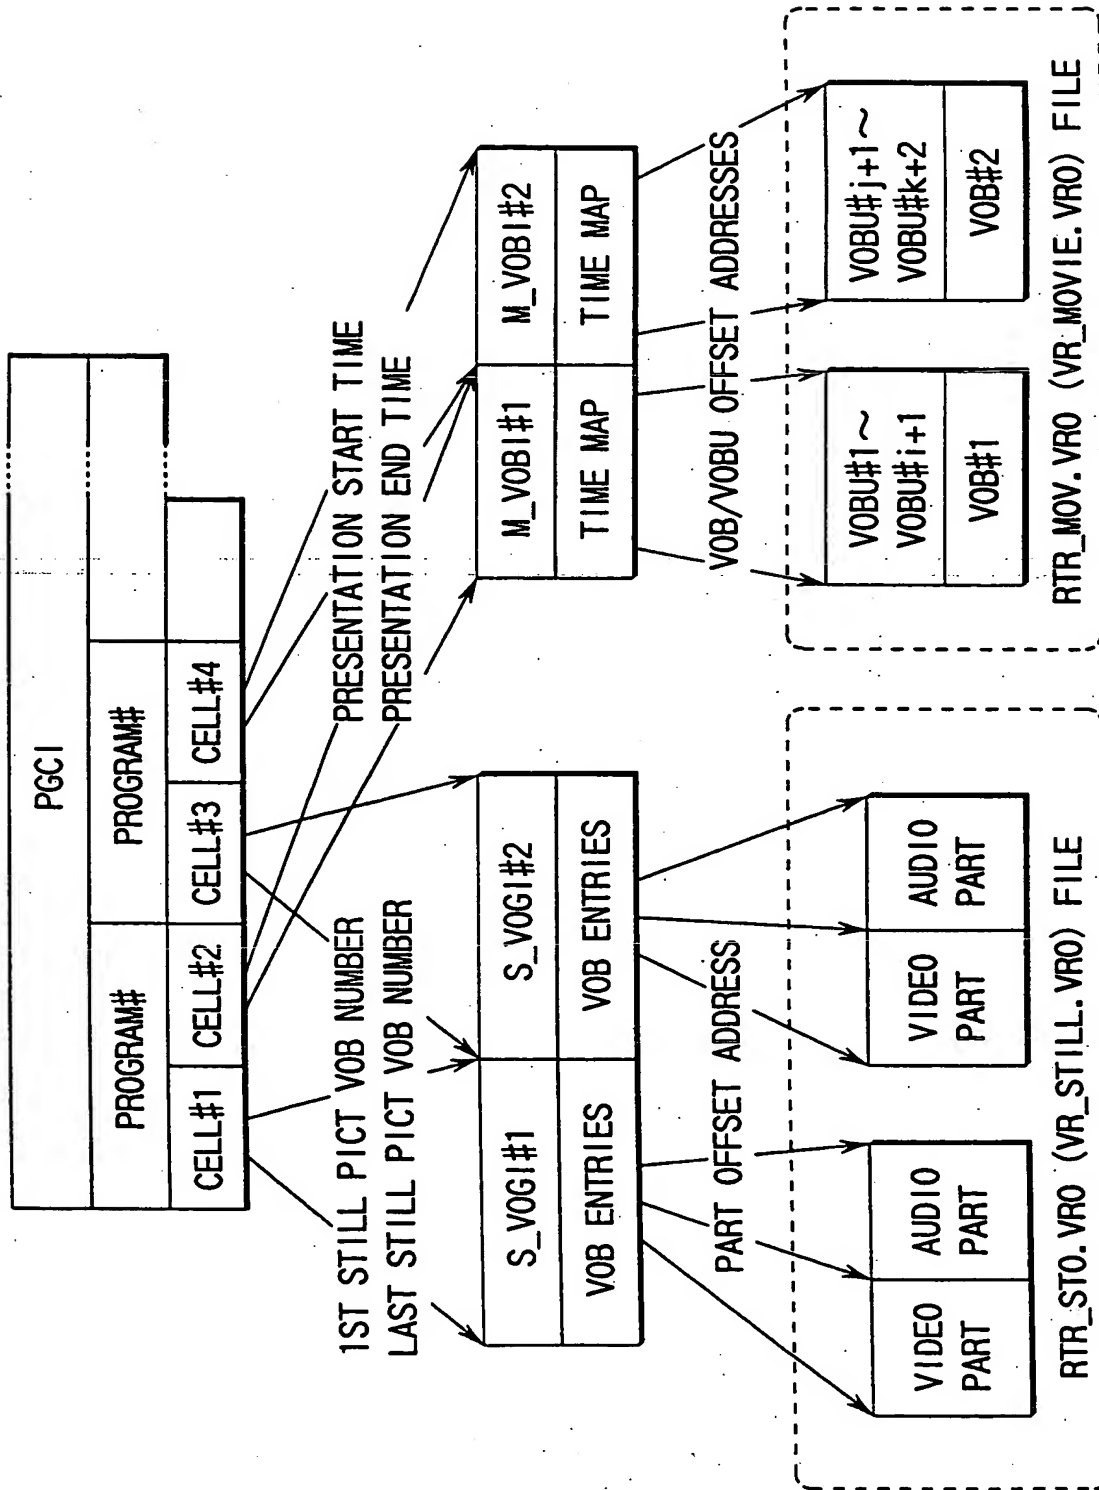 PGCI
PROGRAM#
PROGRAM#
CELL#1
CELL#2
CELL#3
CELL#4
1ST STILL PICT VOB NUMBER
LAST STILL PICT VOB NUMBER
PRESENTATION START TIME
PRESENTATION END TIME
S_VOGI#1
S_VOGI#2
VOB ENTRIES
VOB ENTRIES
M_VOBI#1
M_VOBI#2
TIME MAP
TIME MAP
PART OFFSET ADDRESS
VOB/VOBU OFFSET ADDRESSES
VIDEO
PART
AUDIO
PART
VIDEO
PART
AUDIO
PART
VOBU#1~
VOBU#i+1
VOB#1
VOBU#j+1~
VOBU#k+2
VOB#2
RTR_STO.VRO (VR_STILL.VRO) FILE
RTR_MOV.VRO (VR_MOVIE.VRO) FILE